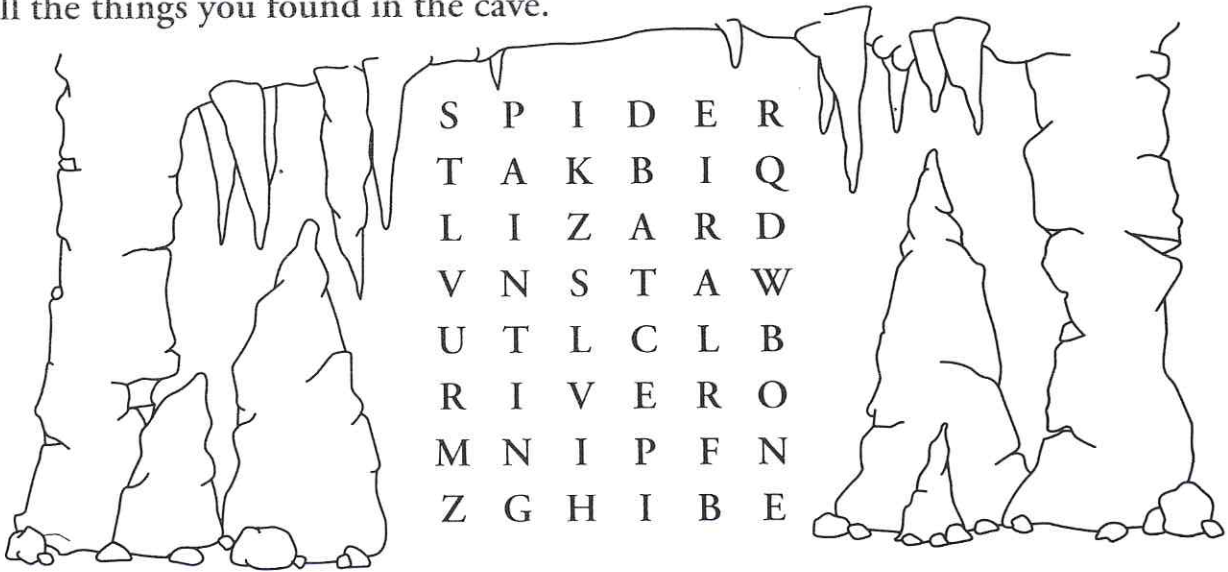 ll the things you found in the cave.
S P I D E R
T A K B I Q
L I Z A R D
V N S T A W
U T L C L B
R I V E R O
M N I P F N
Z G H I B E